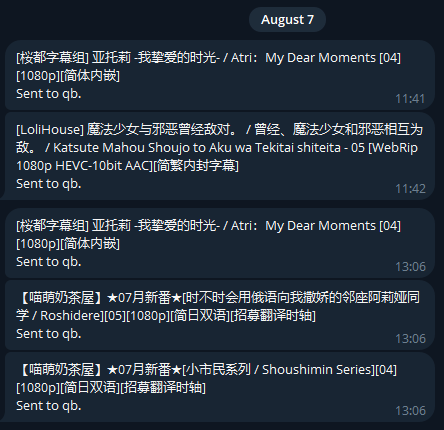 August 7
[桜都字幕组] 亚托莉 -我挚爱的时光- / Atri：My Dear Moments [04]
[1080p][简体内嵌]
Sent to qb.
11:41
[LoliHouse] 魔法少女与邪恶曾经敌对。 / 曾经、魔法少女和邪恶相互为
敌。 / Katsute Mahou Shoujo to Aku wa Tekitai shiteita - 05 [WebRip
1080p HEVC-10bit AAC][简繁内封字幕]
Sent to qb.
11:42
[桜都字幕组] 亚托莉 -我挚爱的时光- / Atri：My Dear Moments [04]
[1080p][简体内嵌]
Sent to qb.
13:06
【喵萌奶茶屋】★07月新番★[时不时会用俄语向我撒娇的邻座阿莉娅同
学 / Roshidere][05][1080p][简日双语][招募翻译时轴]
Sent to qb.
13:06
【喵萌奶茶屋】★07月新番★[小市民系列 / Shoushimin Series][04]
[1080p][简日双语][招募翻译时轴]
Sent to qb.
13:06